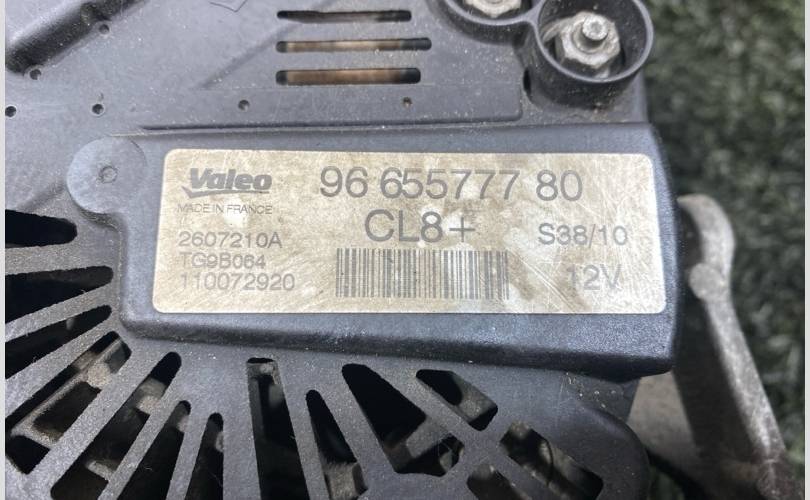 Valeo
MADE IN FRANCE
96 655777 80
CL8+
S38/10
2607210A
TG9B064
110072920
12V